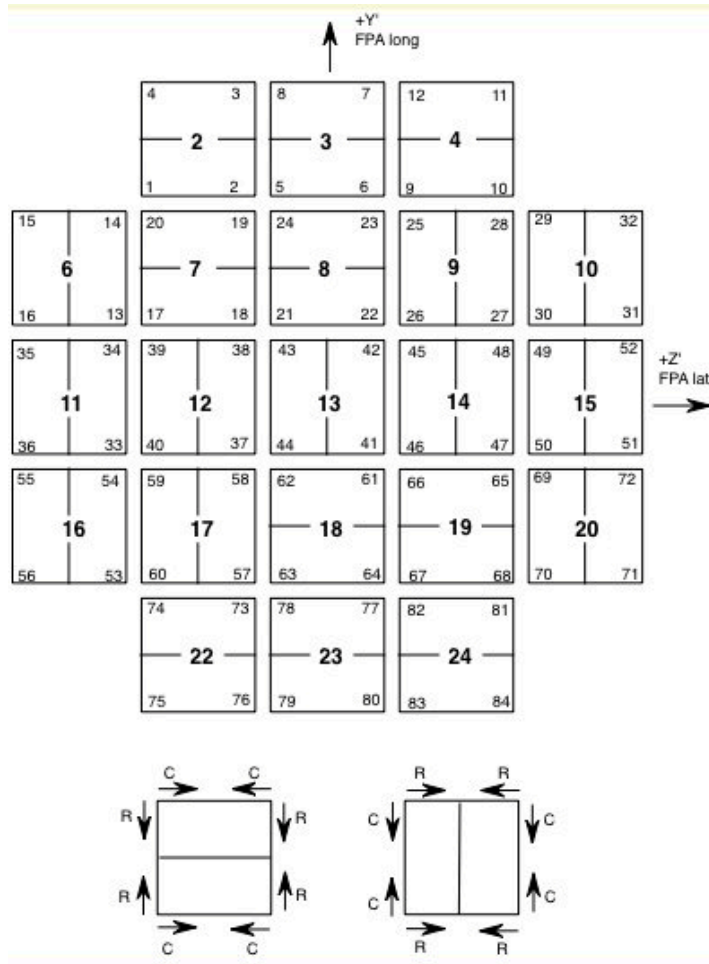 +Y'
FPA long
4 3 8 7 12 11
2 3 4
1 2 5 6 9 10
15 14 20 19 24 23 25 28 29 32
6 7 8 9 10
16 13 17 18 21 22 26 27 30 31
35 34 39 38 43 42 45 48 49 52
+Z'
FPA lat
11 12 13 14 15
36 33 40 37 44 41 46 47 50 51
55 54 59 58 62 61 66 65 69 72
16 17 18 19 20
56 53 60 57 63 64 67 68 70 71
74 73 78 77 82 81
22 23 24
75 76 79 80 83 84
C C R R
R R C C
R R C C
C C R R